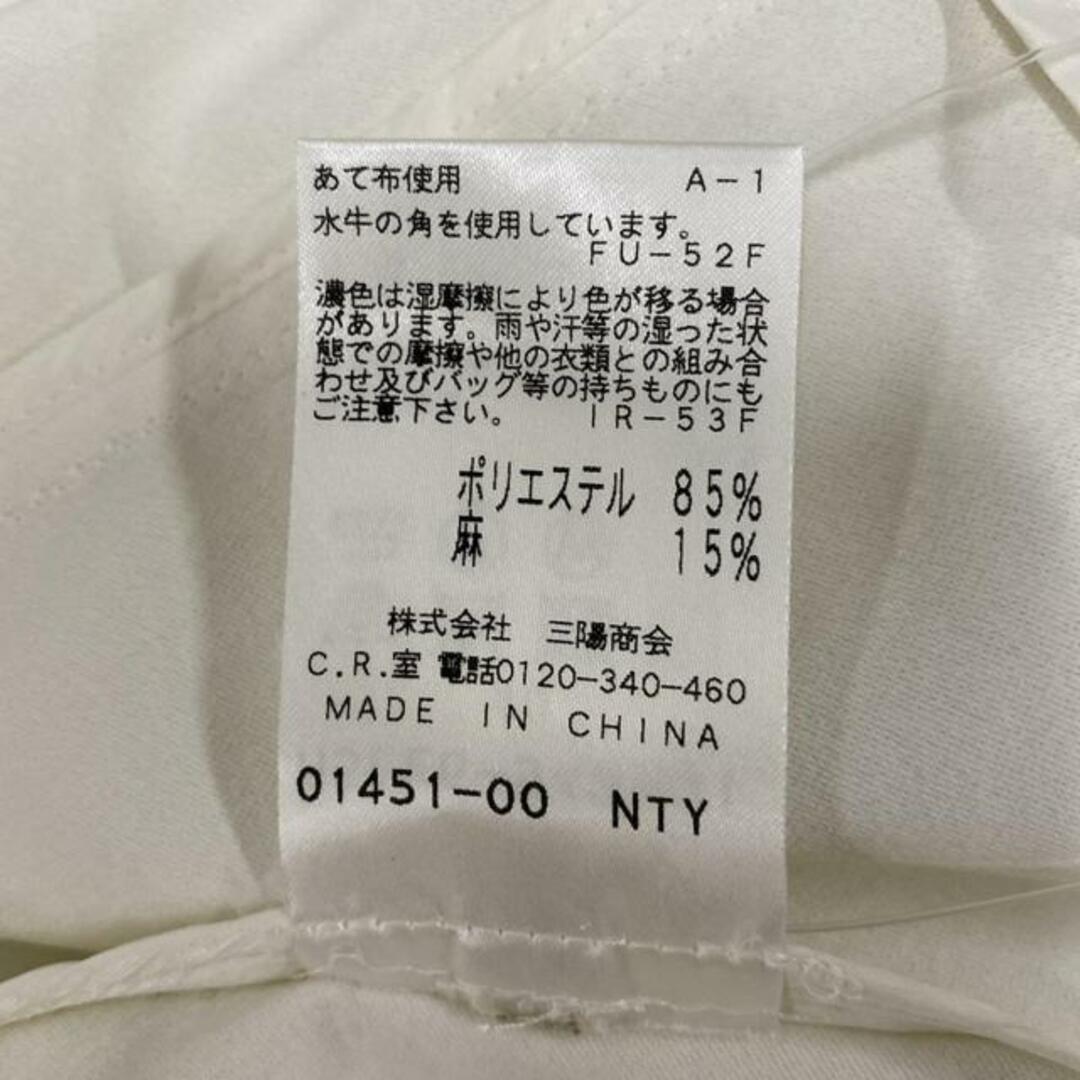 あて布使用 A-1
水牛の角を使用しています。
FU-52F
濃色は湿摩擦により色が移る場合
があります。雨や汗等の湿った状
態での摩擦や他の衣類との組み合
わせ及びバッグ等の持ちものにも
ご注意下さい。 IR-53F
ポリエステル 85%
麻 15%
株式会社 三陽商会
C.R.室 電話0120-340-460
MADE IN CHINA
01451-00 NTY